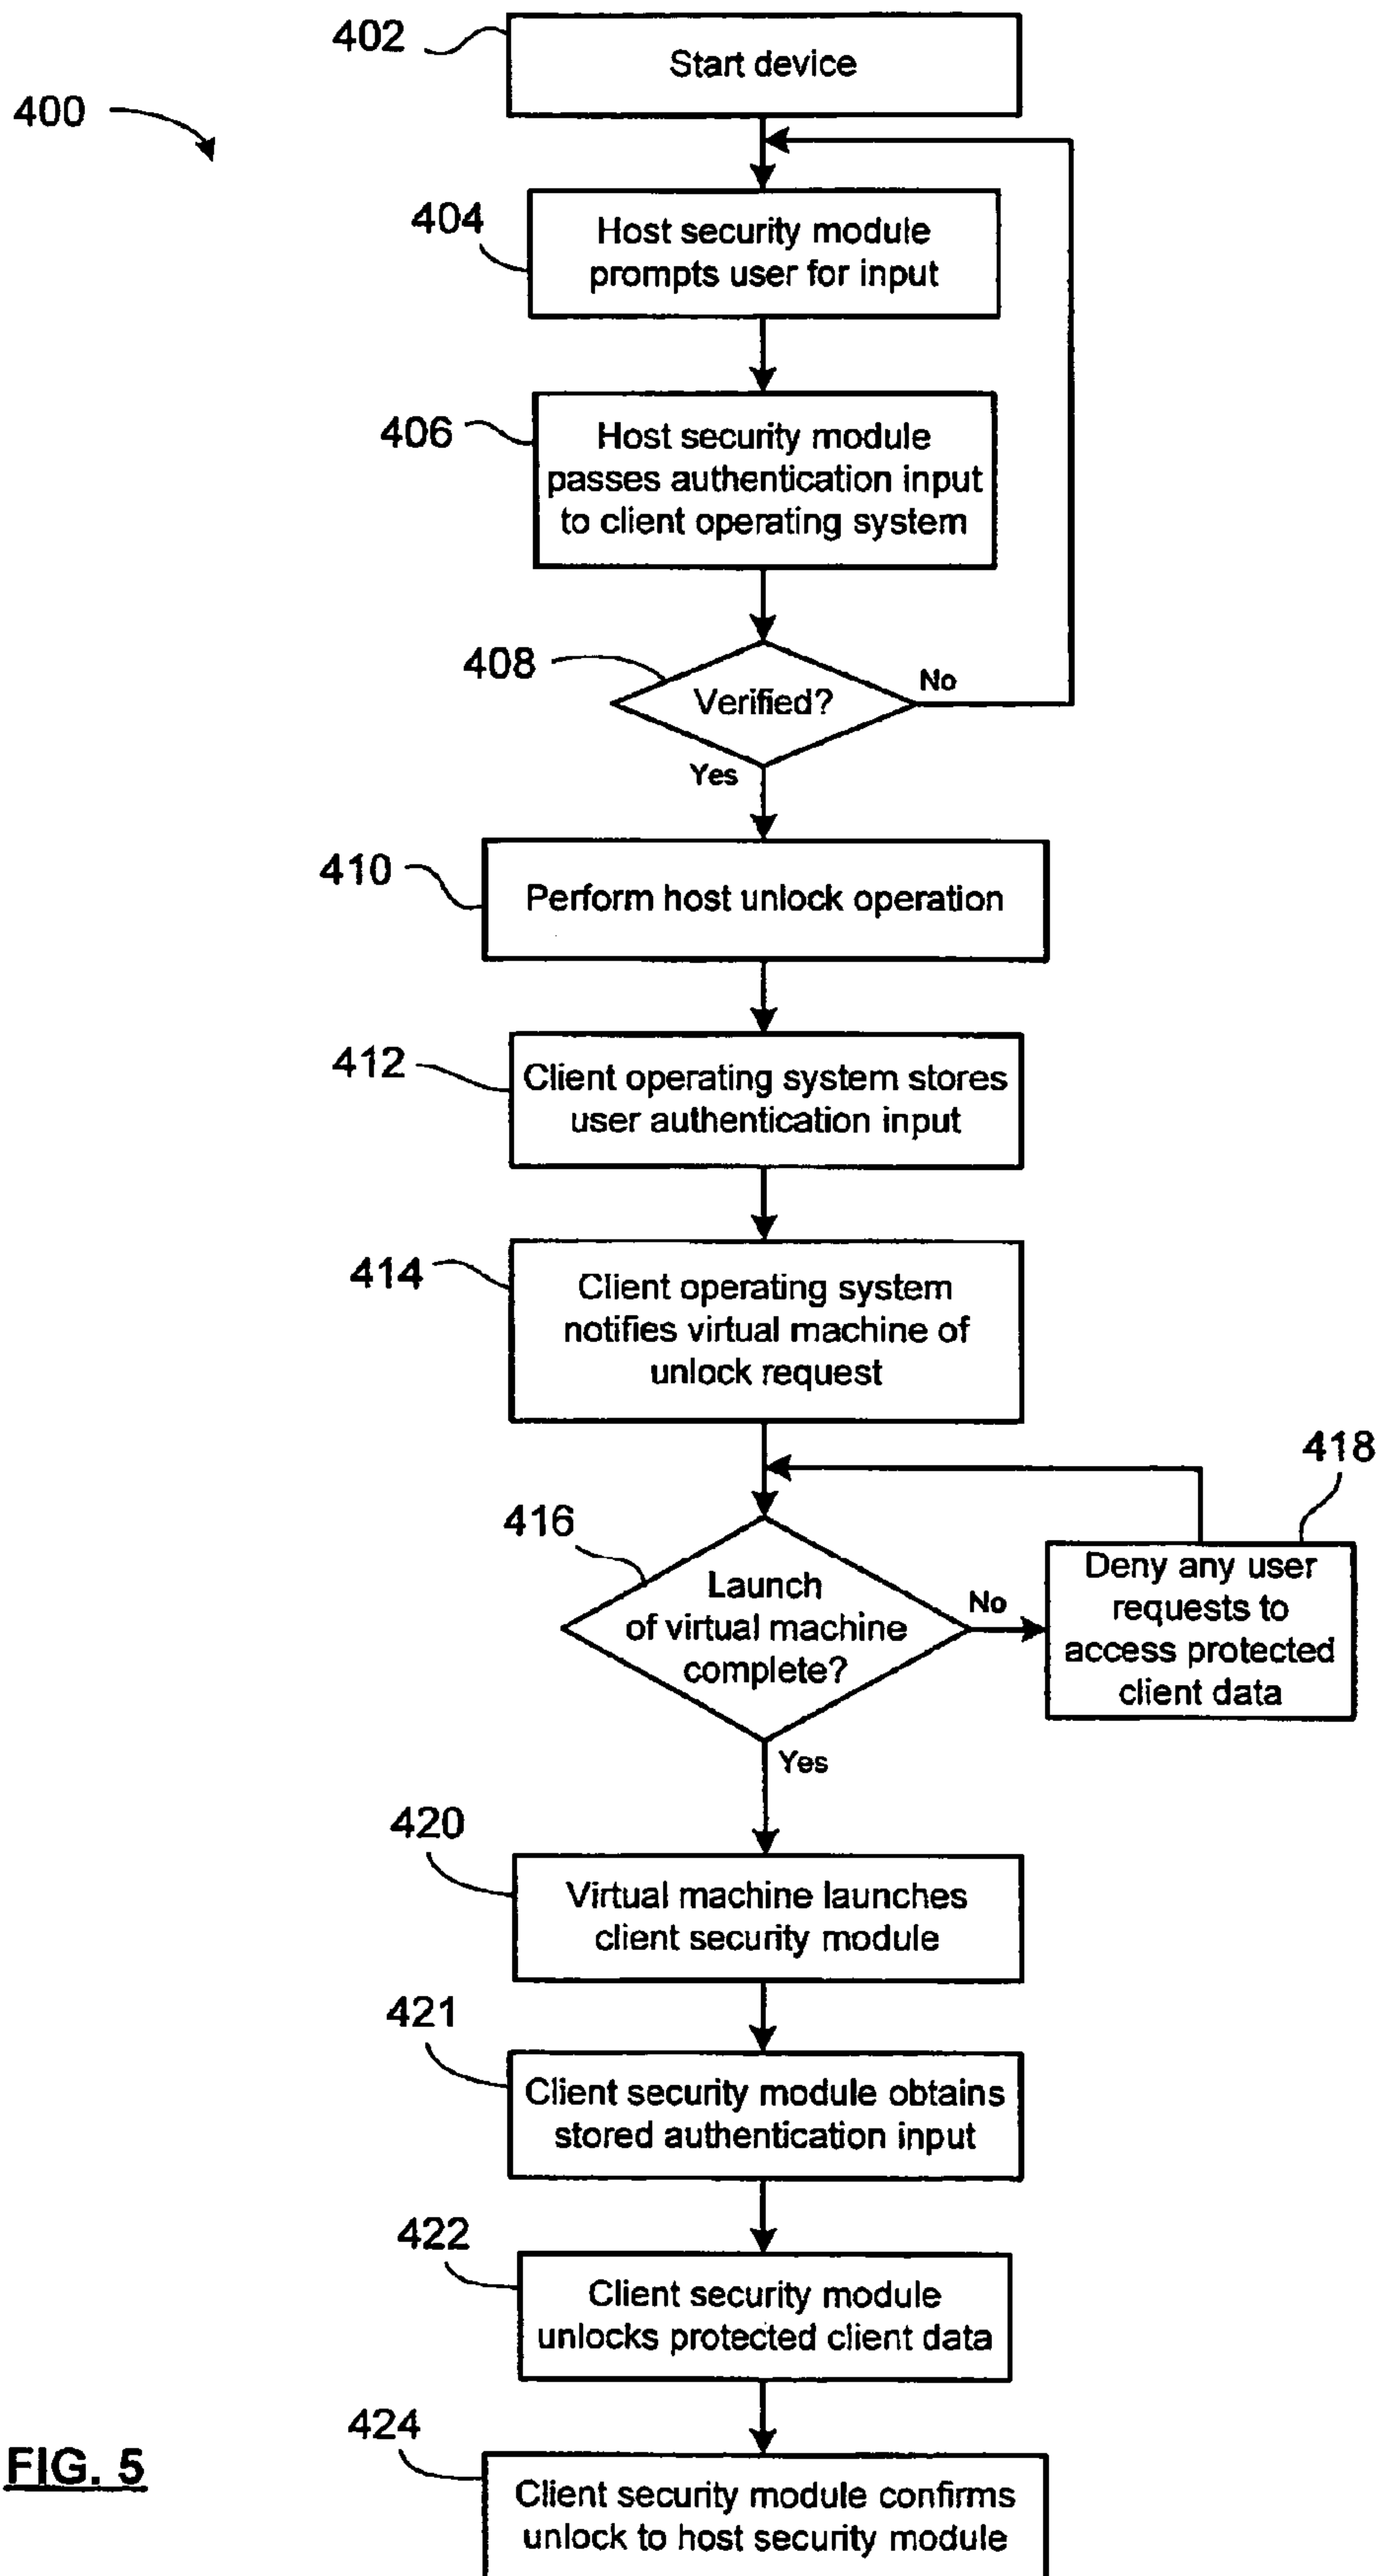 402
Start device
400
404
Host security module
prompts user for input
406
Host security module
passes authentication input
to client operating system
408
Verified?
No
Yes
410
Perform host unlock operation
412
Client operating system stores
user authentication input
414
Client operating system
notifies virtual machine of
unlock request
418
416
Launch
of virtual machine
complete?
No
Deny any user
requests to
access protected
client data
Yes
420
Virtual machine launches
client security module
421
Client security module obtains
stored authentication input
422
Client security module
unlocks protected client data
424
Client security module confirms
unlock to host security module
FIG. 5